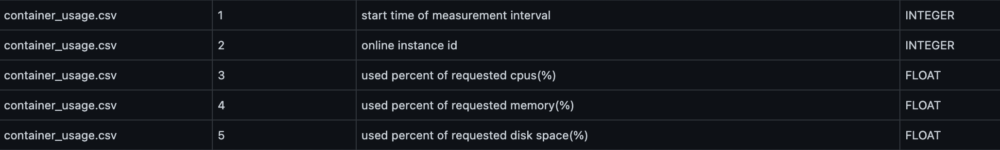 container_usage.csv 1 start time of measurement interval INTEGER
container_usage.csv 2 online instance id INTEGER
container_usage.csv 3 used percent of requested cpus(%) FLOAT
container_usage.csv 4 used percent of requested memory(%) FLOAT
container_usage.csv 5 used percent of requested disk space(%) FLOAT